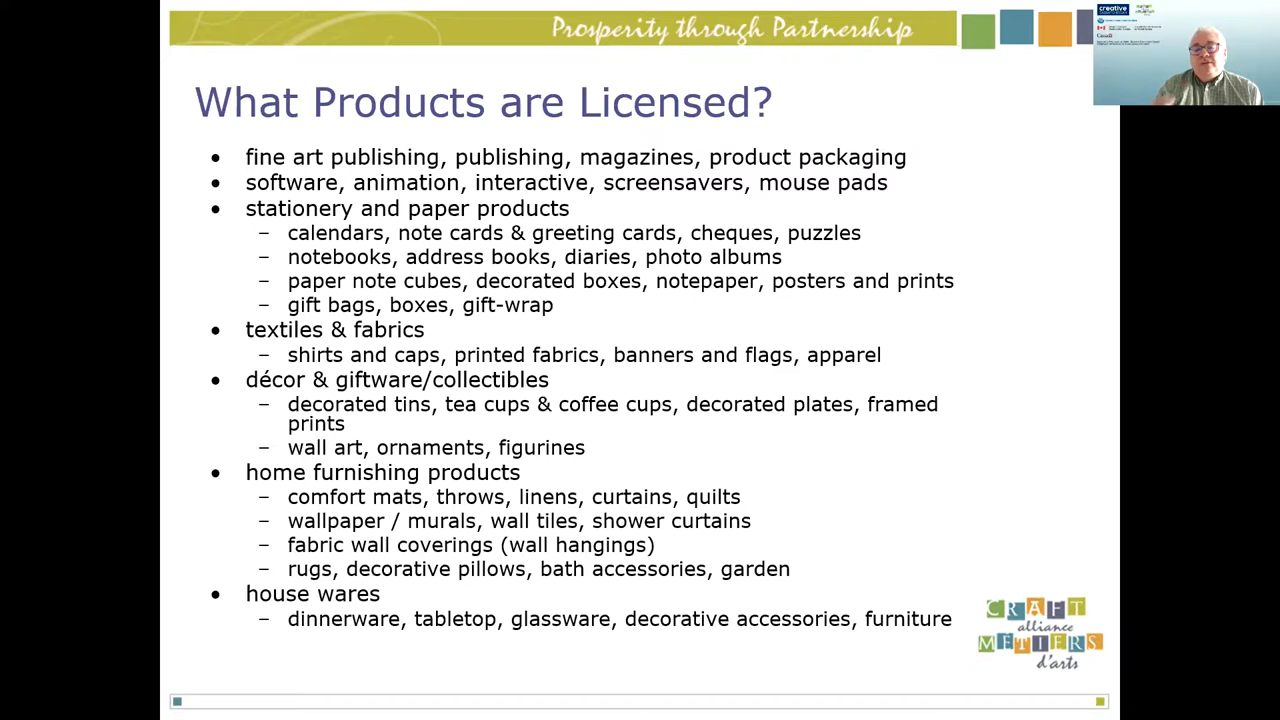 Prosperity through Partnership
creative
Canada
What Products are Licensed?
• fine art publishing, publishing, magazines, product packaging
• software, animation, interactive, screensavers, mouse pads
• stationery and paper products
– calendars, note cards & greeting cards, cheques, puzzles
– notebooks, address books, diaries, photo albums
– paper note cubes, decorated boxes, notepaper, posters and prints
– gift bags, boxes, gift-wrap
• textiles & fabrics
– shirts and caps, printed fabrics, banners and flags, apparel
• décor & giftware/collectibles
– decorated tins, tea cups & coffee cups, decorated plates, framed
prints
– wall art, ornaments, figurines
• home furnishing products
– comfort mats, throws, linens, curtains, quilts
– wallpaper / murals, wall tiles, shower curtains
– fabric wall coverings (wall hangings)
– rugs, decorative pillows, bath accessories, garden
• house wares
– dinnerware, tabletop, glassware, decorative accessories, furniture
CRAFT
alliance
METIERS
d'arts